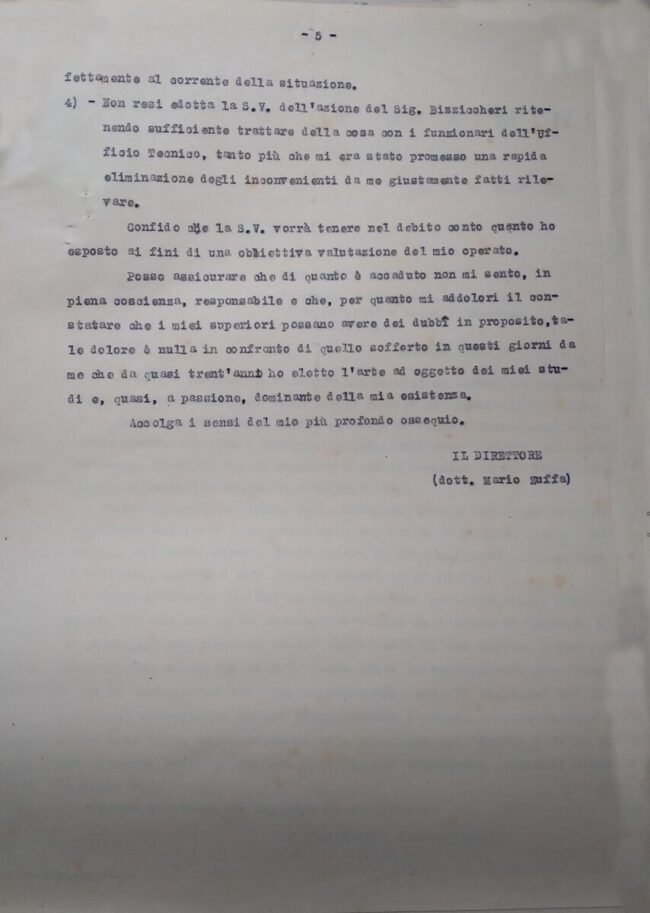 - 5 -
fettamente al corrente della situazione.
4) - Non resi edotta la S.V. dell'azione del Sig. Bizziccheri rite-
nendo sufficiente trattare della cosa con i funzionari dell'Uf-
ficio Tecnico, tanto più che mi era stato promesso una rapida
eliminazione degli inconvenienti da me giustamente fatti rile-
vare.
Confido che la S.V. vorrà tenere nel debito conto quanto ho
esposto ai fini di una obbiettiva valutazione del mio operato.
Posso assicurare che di quanto è accaduto non mi sento, in
piena coscienza, responsabile e che, per quanto mi addolori il con-
statare che i miei superiori possano avere dei dubbî in proposito,ta-
le dolore è nulla in confronto di quello sofferto in questi giorni da
me che da quasi trent'anni ho eletto l'arte ad oggetto dei miei stu-
di e, quasi, a passione, dominante della mia esistenza.
Accolga i sensi del mio più profondo ossequio.
IL DIRETTORE
(dott. Mario Zuffa)